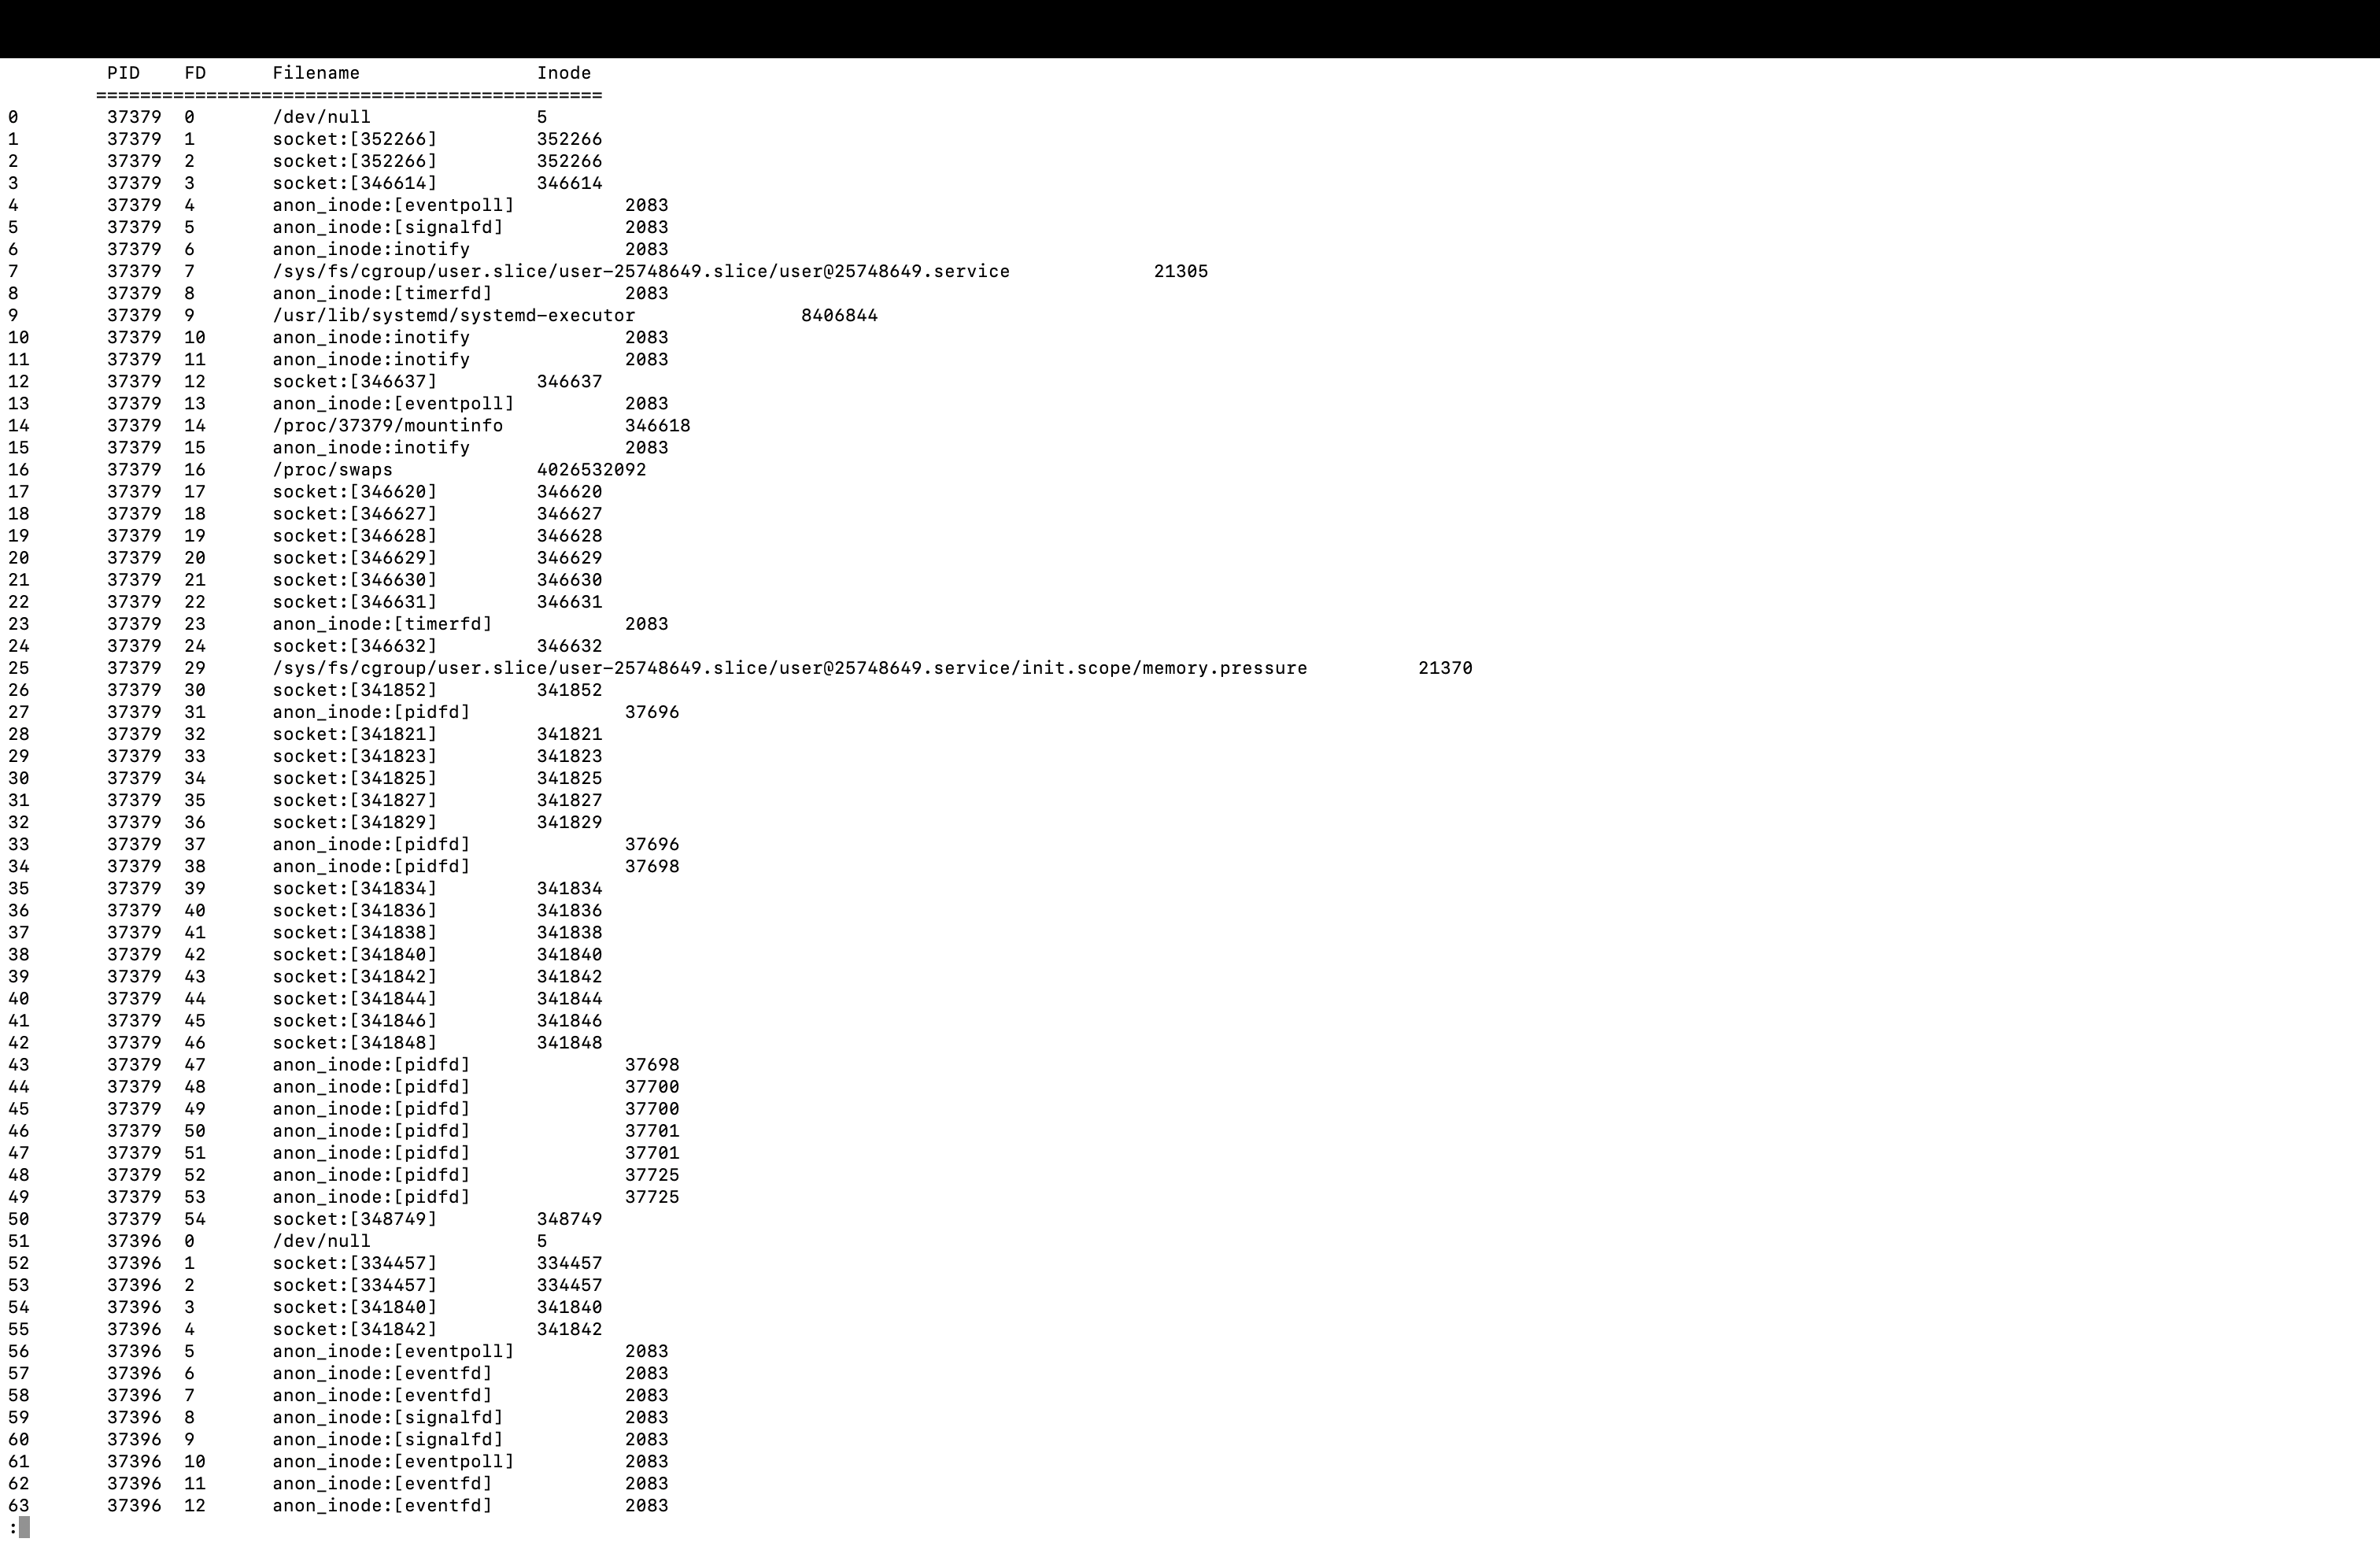 PID FD Filename Inode
==============================================
0 37379 0 /dev/null 5
1 37379 1 socket:[352266] 352266
2 37379 2 socket:[352266] 352266
3 37379 3 socket:[346614] 346614
4 37379 4 anon_inode:[eventpoll] 2083
5 37379 5 anon_inode:[signalfd] 2083
6 37379 6 anon_inode:inotify 2083
7 37379 7 /sys/fs/cgroup/user.slice/user-25748649.slice/user@25748649.service 21305
8 37379 8 anon_inode:[timerfd] 2083
9 37379 9 /usr/lib/systemd/systemd-executor 8406844
10 37379 10 anon_inode:inotify 2083
11 37379 11 anon_inode:inotify 2083
12 37379 12 socket:[346637] 346637
13 37379 13 anon_inode:[eventpoll] 2083
14 37379 14 /proc/37379/mountinfo 346618
15 37379 15 anon_inode:inotify 2083
16 37379 16 /proc/swaps 4026532092
17 37379 17 socket:[346620] 346620
18 37379 18 socket:[346627] 346627
19 37379 19 socket:[346628] 346628
20 37379 20 socket:[346629] 346629
21 37379 21 socket:[346630] 346630
22 37379 22 socket:[346631] 346631
23 37379 23 anon_inode:[timerfd] 2083
24 37379 24 socket:[346632] 346632
25 37379 29 /sys/fs/cgroup/user.slice/user-25748649.slice/user@25748649.service/init.scope/memory.pressure 21370
26 37379 30 socket:[341852] 341852
27 37379 31 anon_inode:[pidfd] 37696
28 37379 32 socket:[341821] 341821
29 37379 33 socket:[341823] 341823
30 37379 34 socket:[341825] 341825
31 37379 35 socket:[341827] 341827
32 37379 36 socket:[341829] 341829
33 37379 37 anon_inode:[pidfd] 37696
34 37379 38 anon_inode:[pidfd] 37698
35 37379 39 socket:[341834] 341834
36 37379 40 socket:[341836] 341836
37 37379 41 socket:[341838] 341838
38 37379 42 socket:[341840] 341840
39 37379 43 socket:[341842] 341842
40 37379 44 socket:[341844] 341844
41 37379 45 socket:[341846] 341846
42 37379 46 socket:[341848] 341848
43 37379 47 anon_inode:[pidfd] 37698
44 37379 48 anon_inode:[pidfd] 37700
45 37379 49 anon_inode:[pidfd] 37700
46 37379 50 anon_inode:[pidfd] 37701
47 37379 51 anon_inode:[pidfd] 37701
48 37379 52 anon_inode:[pidfd] 37725
49 37379 53 anon_inode:[pidfd] 37725
50 37379 54 socket:[348749] 348749
51 37396 0 /dev/null 5
52 37396 1 socket:[334457] 334457
53 37396 2 socket:[334457] 334457
54 37396 3 socket:[341840] 341840
55 37396 4 socket:[341842] 341842
56 37396 5 anon_inode:[eventpoll] 2083
57 37396 6 anon_inode:[eventfd] 2083
58 37396 7 anon_inode:[eventfd] 2083
59 37396 8 anon_inode:[signalfd] 2083
60 37396 9 anon_inode:[signalfd] 2083
61 37396 10 anon_inode:[eventpoll] 2083
62 37396 11 anon_inode:[eventfd] 2083
63 37396 12 anon_inode:[eventfd] 2083
: